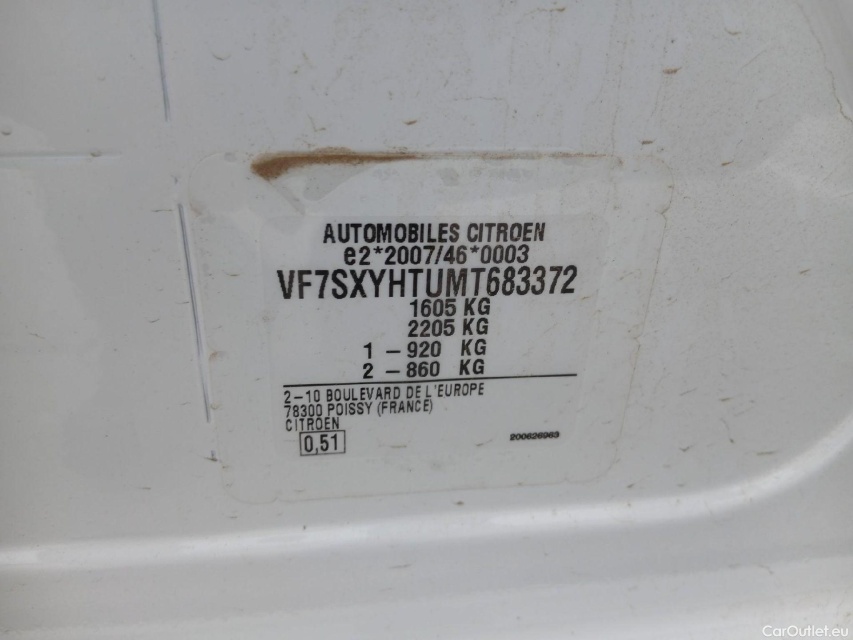 AUTOMOBILES CITROEN
e2*2007/46*0003
VF7SXYHTUMT683372
1605 KG
2205 KG
1 – 920 KG
2 – 860 KG
2–10 BOULEVARD DE L'EUROPE
78300 POISSY (FRANCE)
CITROEN
0,51
200626963
CarOutlet.eu